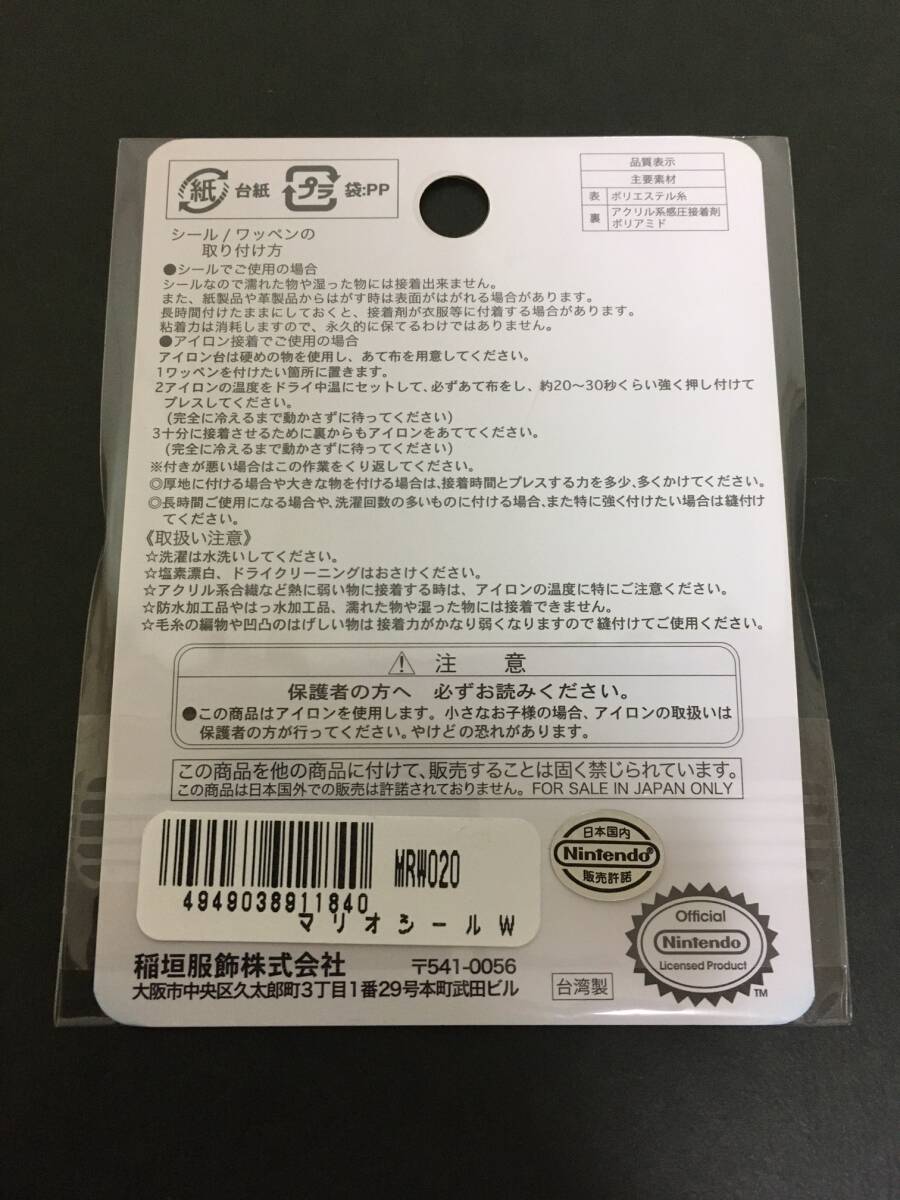 紙 台紙 プラ 袋:PP
品質表示
主要素材
表 ポリエステル糸
裏 アクリル系感圧接着剤
ポリアミド
シール/ワッペンの
取り付け方
●シールでご使用の場合
シールなので濡れた物や湿った物には接着出来ません。
また、紙製品や革製品からはがす時は表面がはがれる場合があります。
長時間付けたままにしておくと、接着剤が衣服等に付着する場合があります。
粘着力は消耗しますので、永久的に保てるわけではありません。
●アイロン接着でご使用の場合
アイロン台は硬めの物を使用し、あて布を用意してください。
1ワッペンを付けたい箇所に置きます。
2アイロンの温度をドライ中温にセットして、必ずあて布をし、約20〜30秒くらい強く押し付けて
プレスしてください。
(完全に冷えるまで動かさずに待ってください)
3十分に接着させるために裏からもアイロンをあててください。
(完全に冷えるまで動かさずに待ってください)
※付きが悪い場合はこの作業をくり返してください。
◎厚地に付ける場合や大きな物を付ける場合は、接着時間とプレスする力を多少、多くかけてください。
◎長時間ご使用になる場合や、洗濯回数の多いものに付ける場合、また特に強く付けたい場合は縫付け
てください。
《取扱い注意》
☆洗濯は水洗いしてください。
☆塩素漂白、ドライクリーニングはおさけください。
☆アクリル系合繊など熱に弱い物に接着する時は、アイロンの温度に特にご注意ください。
☆防水加工品やはっ水加工品、濡れた物や湿った物には接着できません。
☆毛糸の編物や凹凸のはげしい物は接着力がかなり弱くなりますので縫付けてご使用ください。
⚠ 注 意
保護者の方へ 必ずお読みください。
●この商品はアイロンを使用します。小さなお子様の場合、アイロンの取扱いは
保護者の方が行ってください。やけどの恐れがあります。
この商品を他の商品に付けて、販売することは固く禁じられています。
この商品は日本国外での販売は許諾されておりません。FOR SALE IN JAPAN ONLY
MRW020
4949038911840
マリオシールW
日本国内
Nintendo®
販売許諾
Official
Nintendo
Licensed Product
TM
稲垣服飾株式会社 〒541-0056
大阪市中央区久太郎町3丁目1番29号本町武田ビル
台湾製